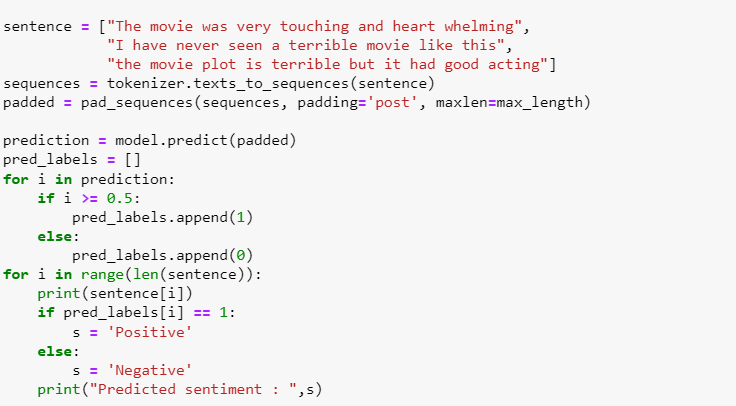 sentence = ["The movie was very touching and heart whelming",
            "I have never seen a terrible movie like this",
            "the movie plot is terrible but it had good acting"]
sequences = tokenizer.texts_to_sequences(sentence)
padded = pad_sequences(sequences, padding='post', maxlen=max_length)

prediction = model.predict(padded)
pred_labels = []
for i in prediction:
    if i >= 0.5:
        pred_labels.append(1)
    else:
        pred_labels.append(0)
for i in range(len(sentence)):
    print(sentence[i])
    if pred_labels[i] == 1:
        s = 'Positive'
    else:
        s = 'Negative'
    print("Predicted sentiment : ",s)